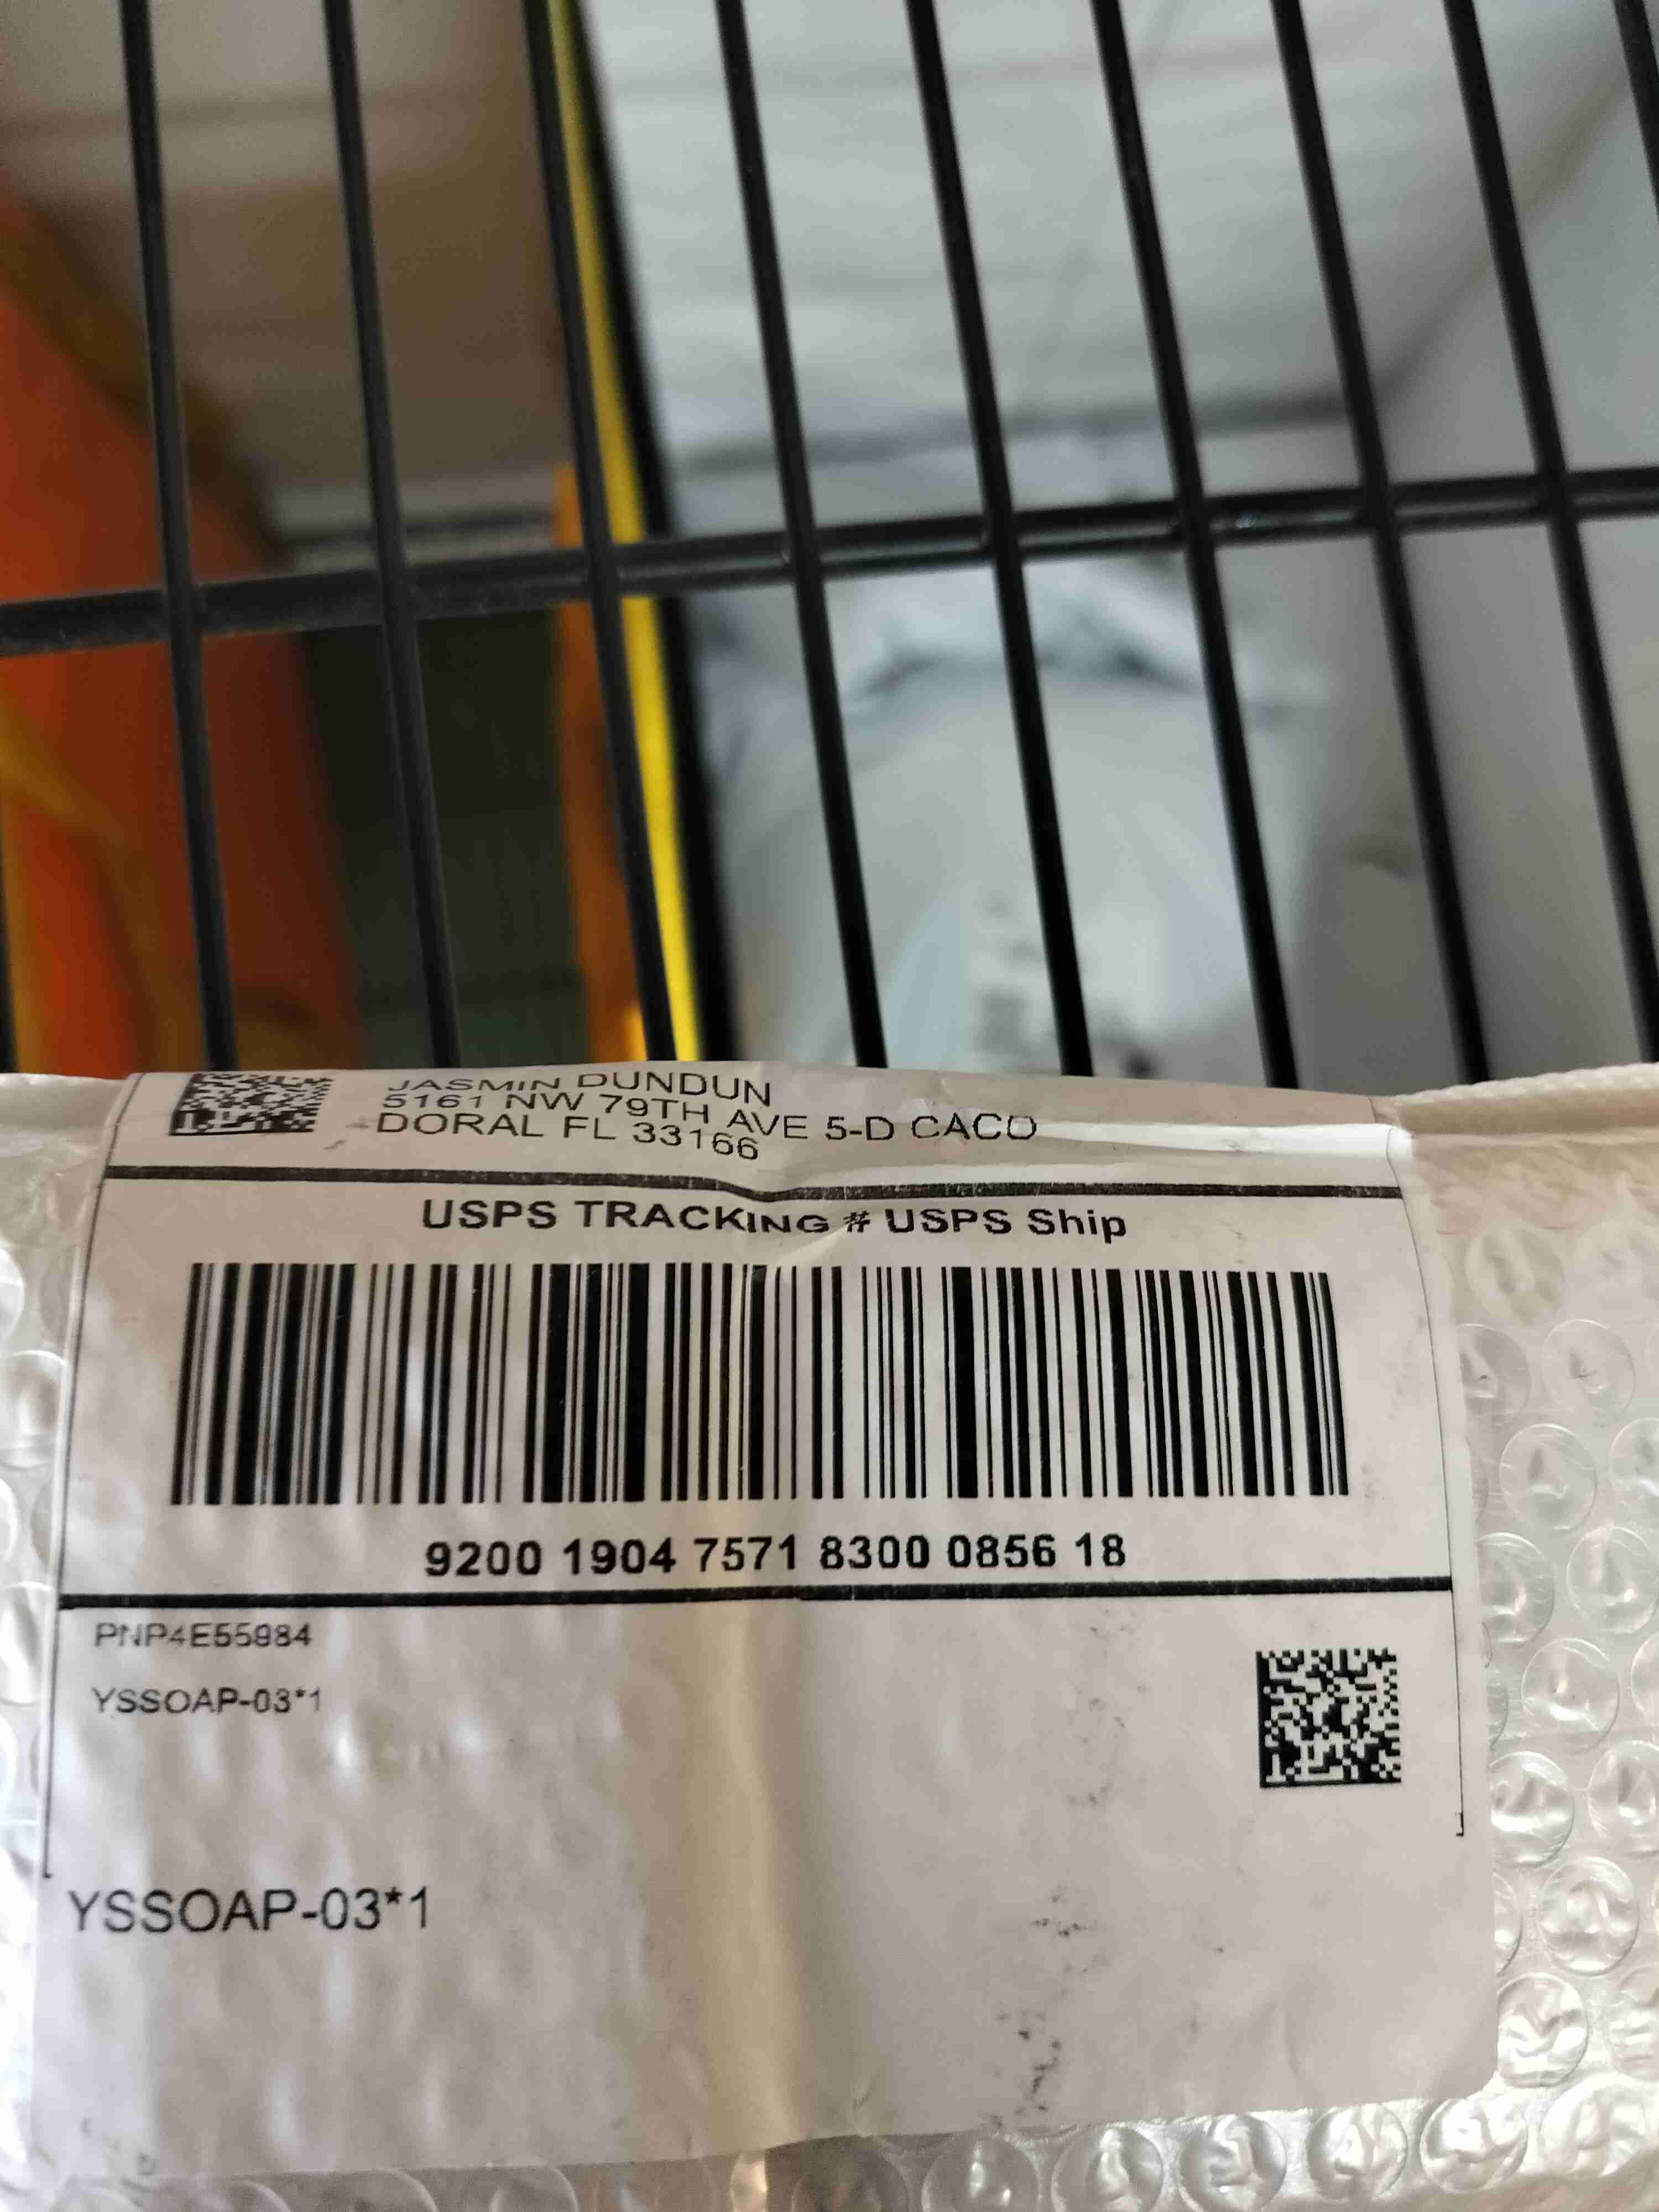 JASMIN DUNDUN
5161 NW 79TH AVE 5-D CACO
DORAL FL 33166
USPS TRACKING # USPS Ship
9200 1904 7571 8300 0856 18
PNP4E55984
YSSOAP-03*1
YSSOAP-03*1